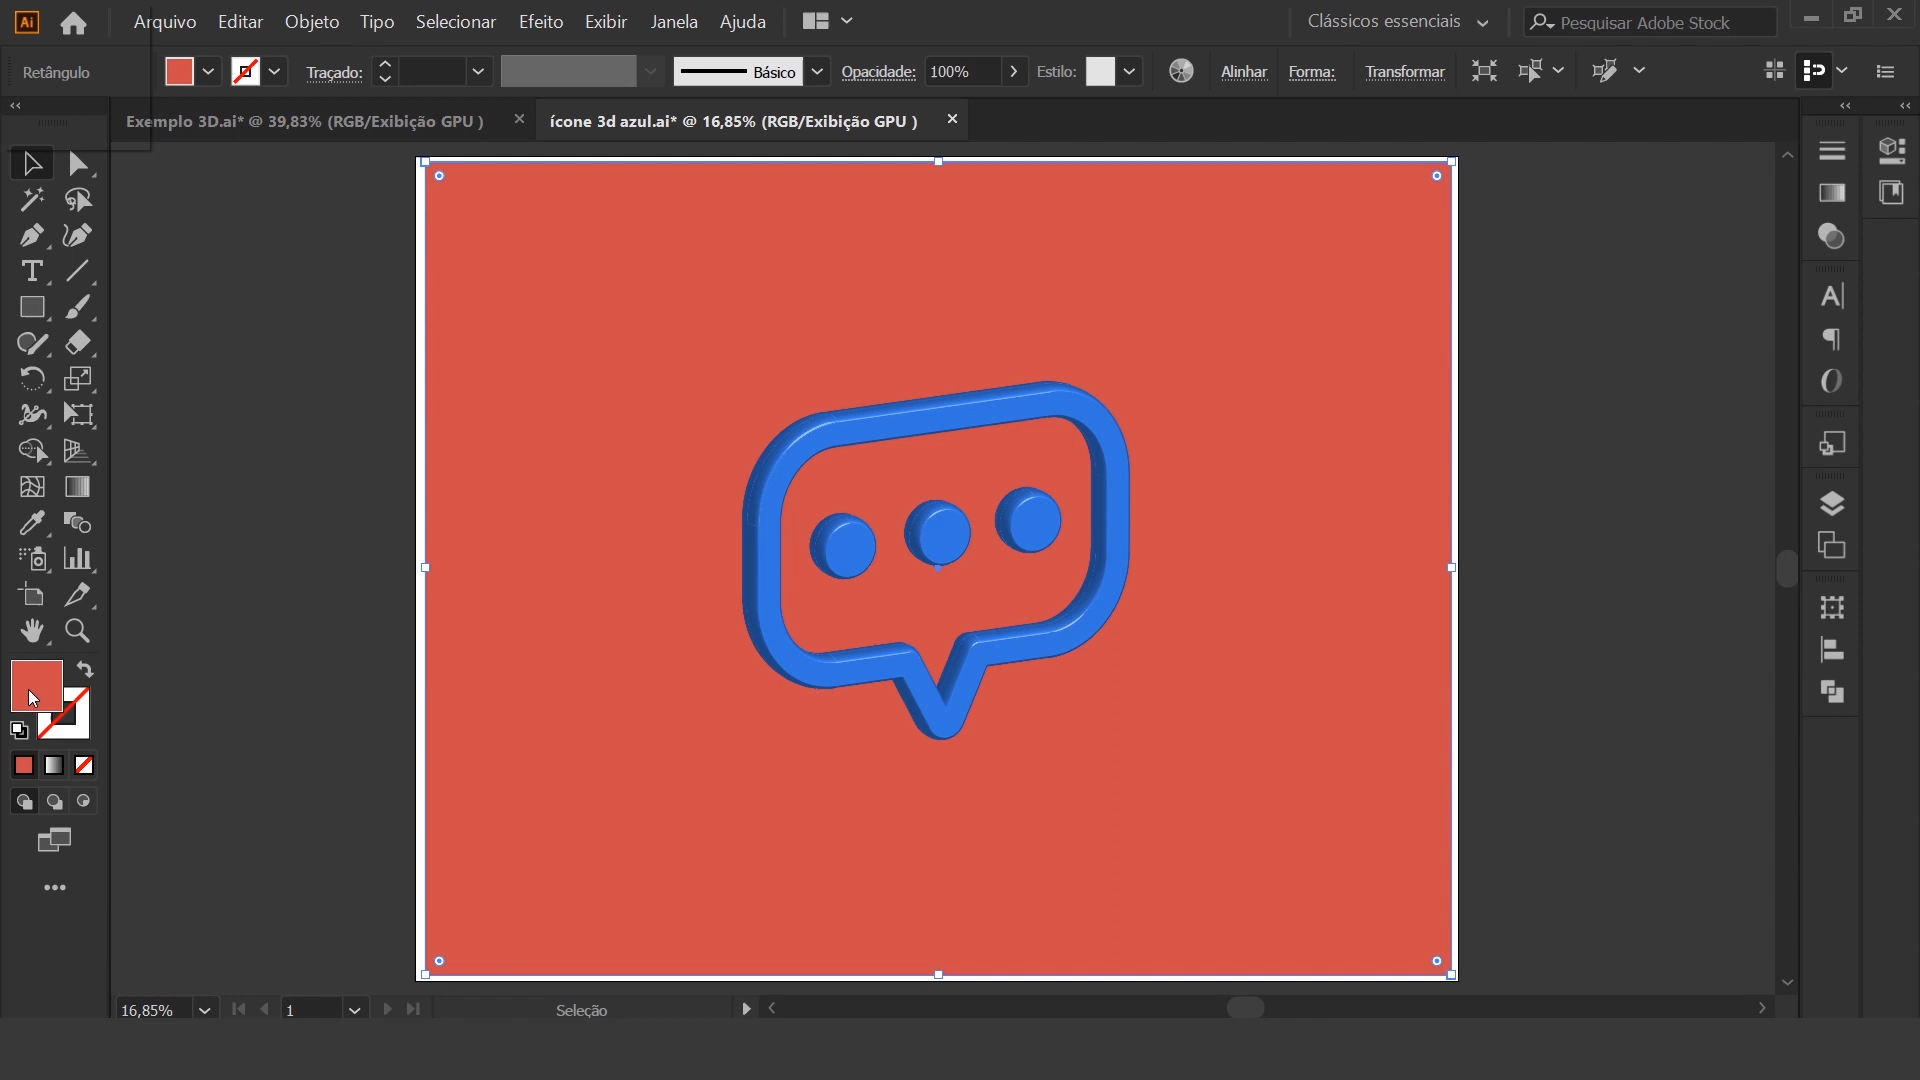 Ai Arquivo Editar Objeto Tipo Selecionar Efeito Exibir Janela Ajuda Clássicos essenciais Pesquisar Adobe Stock
Retângulo Traçado: Básico Opacidade: 100% Estilo: Alinhar Forma: Transformar
Exemplo 3D.ai* @ 39,83% (RGB/Exibição GPU ) ícone 3d azul.ai* @ 16,85% (RGB/Exibição GPU )
16,85% 1 Seleção